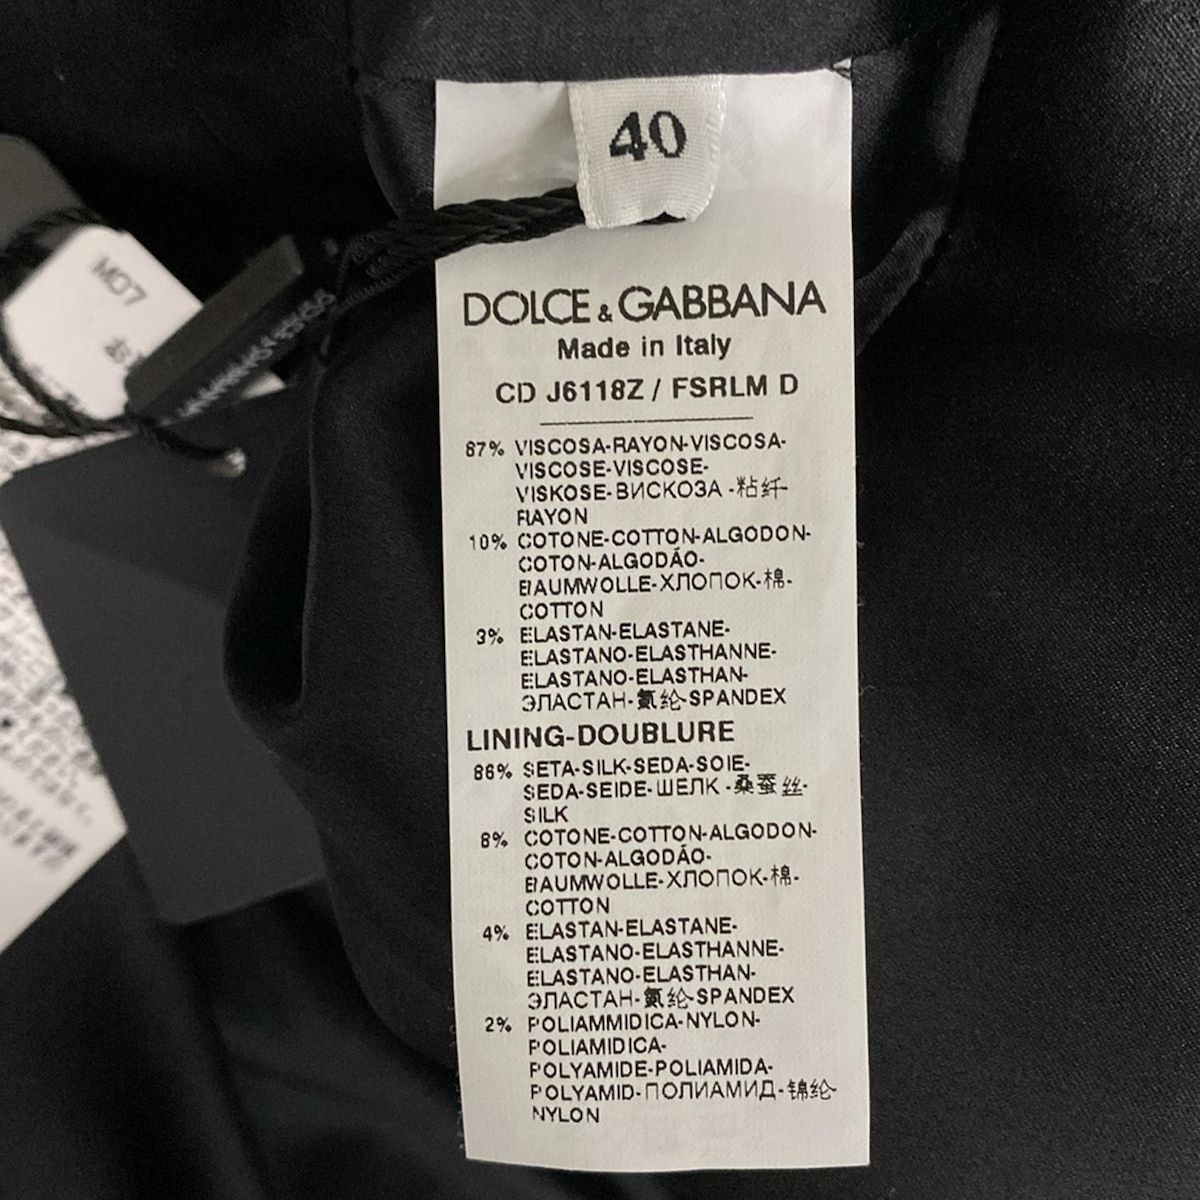 40
DOLCE & GABBANA
Made in Italy
CD J6118Z / FSRLM D
87% VISCOSA-RAYON-VISCOSA-
VISCOSE-VISCOSE-
VISKOSE-ВИСКОЗА -粘纤-
RAYON
10% COTONE-COTTON-ALGODON-
COTON-ALGODÃO-
BAUMWOLLE-ХЛОПОК-棉-
COTTON
3% ELASTAN-ELASTANE-
ELASTANO-ELASTHANNE-
ELASTANO-ELASTHAN-
ЭЛАСТАН-氨纶-SPANDEX
LINING-DOUBLURE
86% SETA-SILK-SEDA-SOIE-
SEDA-SEIDE-ШЕЛК -桑蚕丝-
SILK
8% COTONE-COTTON-ALGODON-
COTON-ALGODÃO-
BAUMWOLLE-ХЛОПОК-棉-
COTTON
4% ELASTAN-ELASTANE-
ELASTANO-ELASTHANNE-
ELASTANO-ELASTHAN-
ЭЛАСТАН-氨纶-SPANDEX
2% POLIAMMIDICA-NYLON-
POLIAMIDICA-
POLYAMIDE-POLIAMIDA-
POLYAMID-ПОЛИАМИД-锦纶-
NYLON
M07